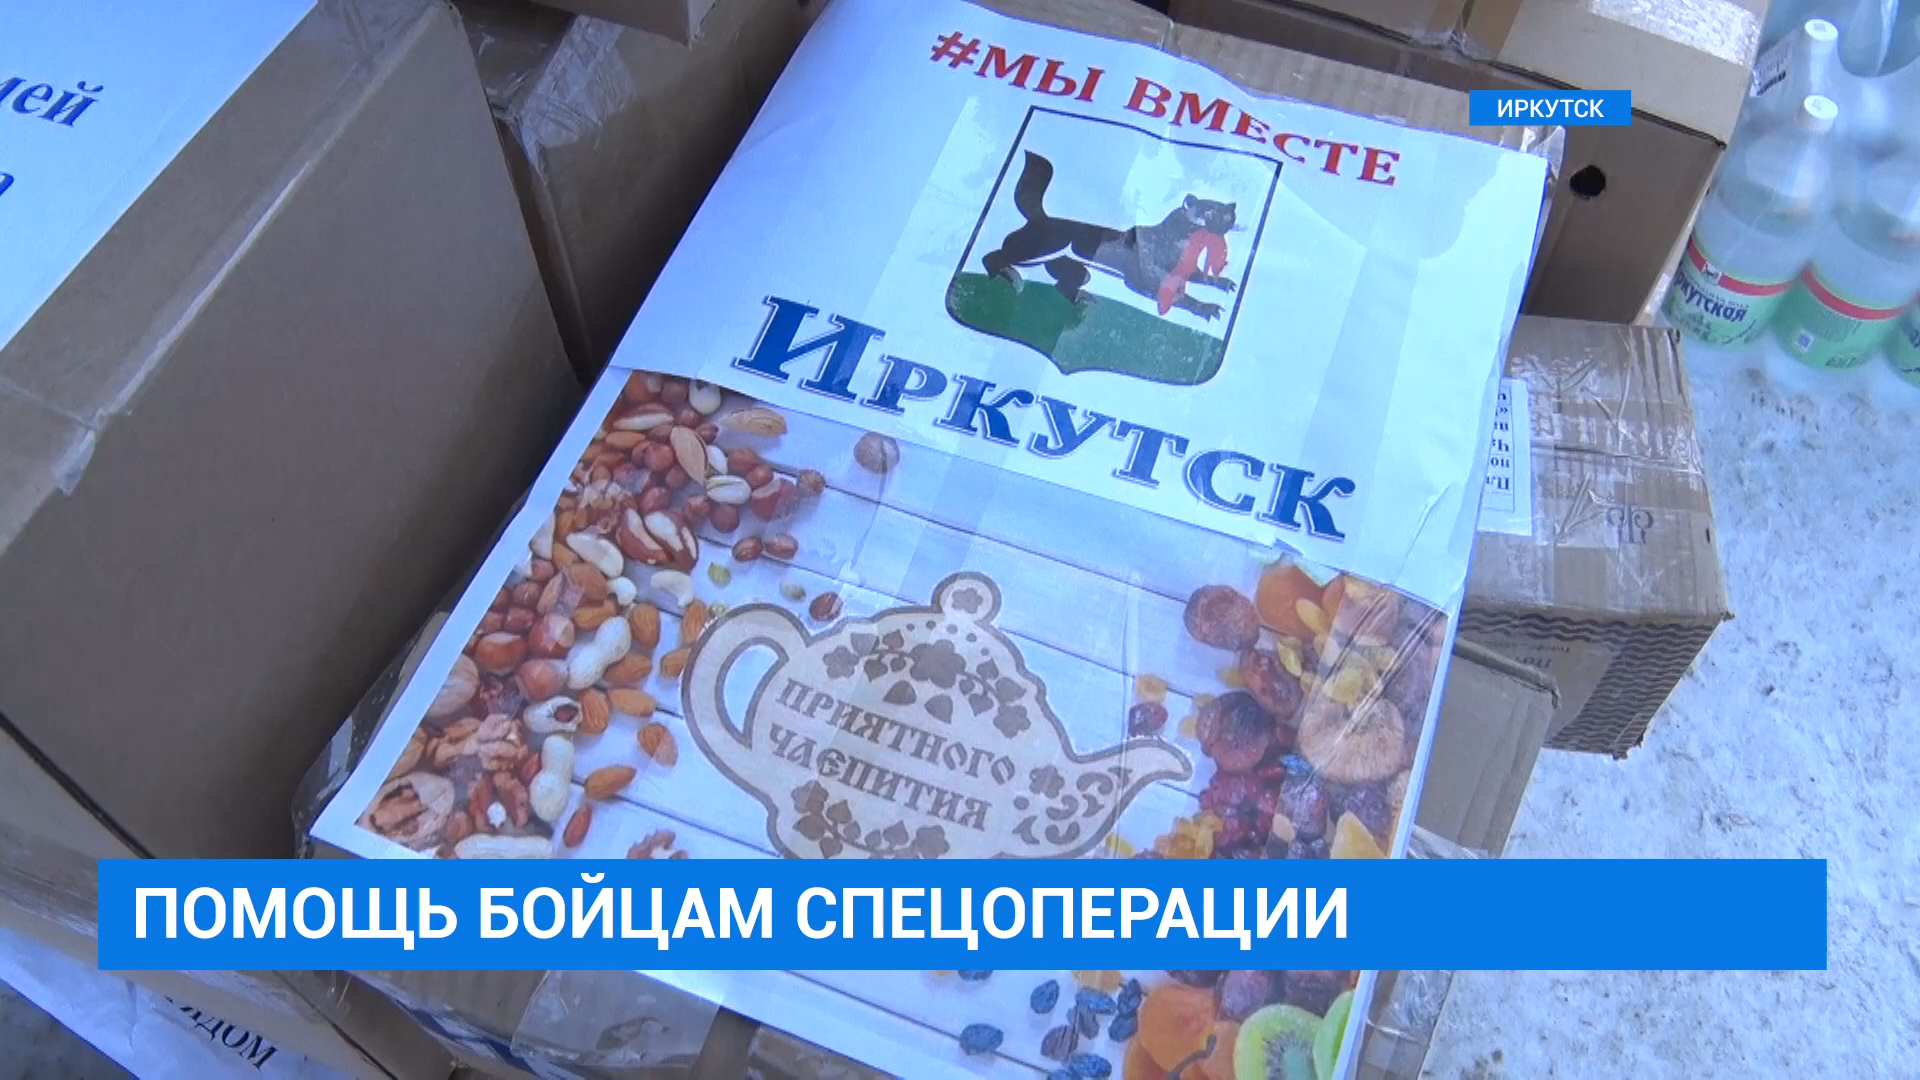 #МЫ ВМЕСТЕ
ИРКУТСК
Иркутск
ПРИЯТНОГО
ЧАЕПИТИЯ
ПОМОЩЬ БОЙЦАМ СПЕЦОПЕРАЦИИ